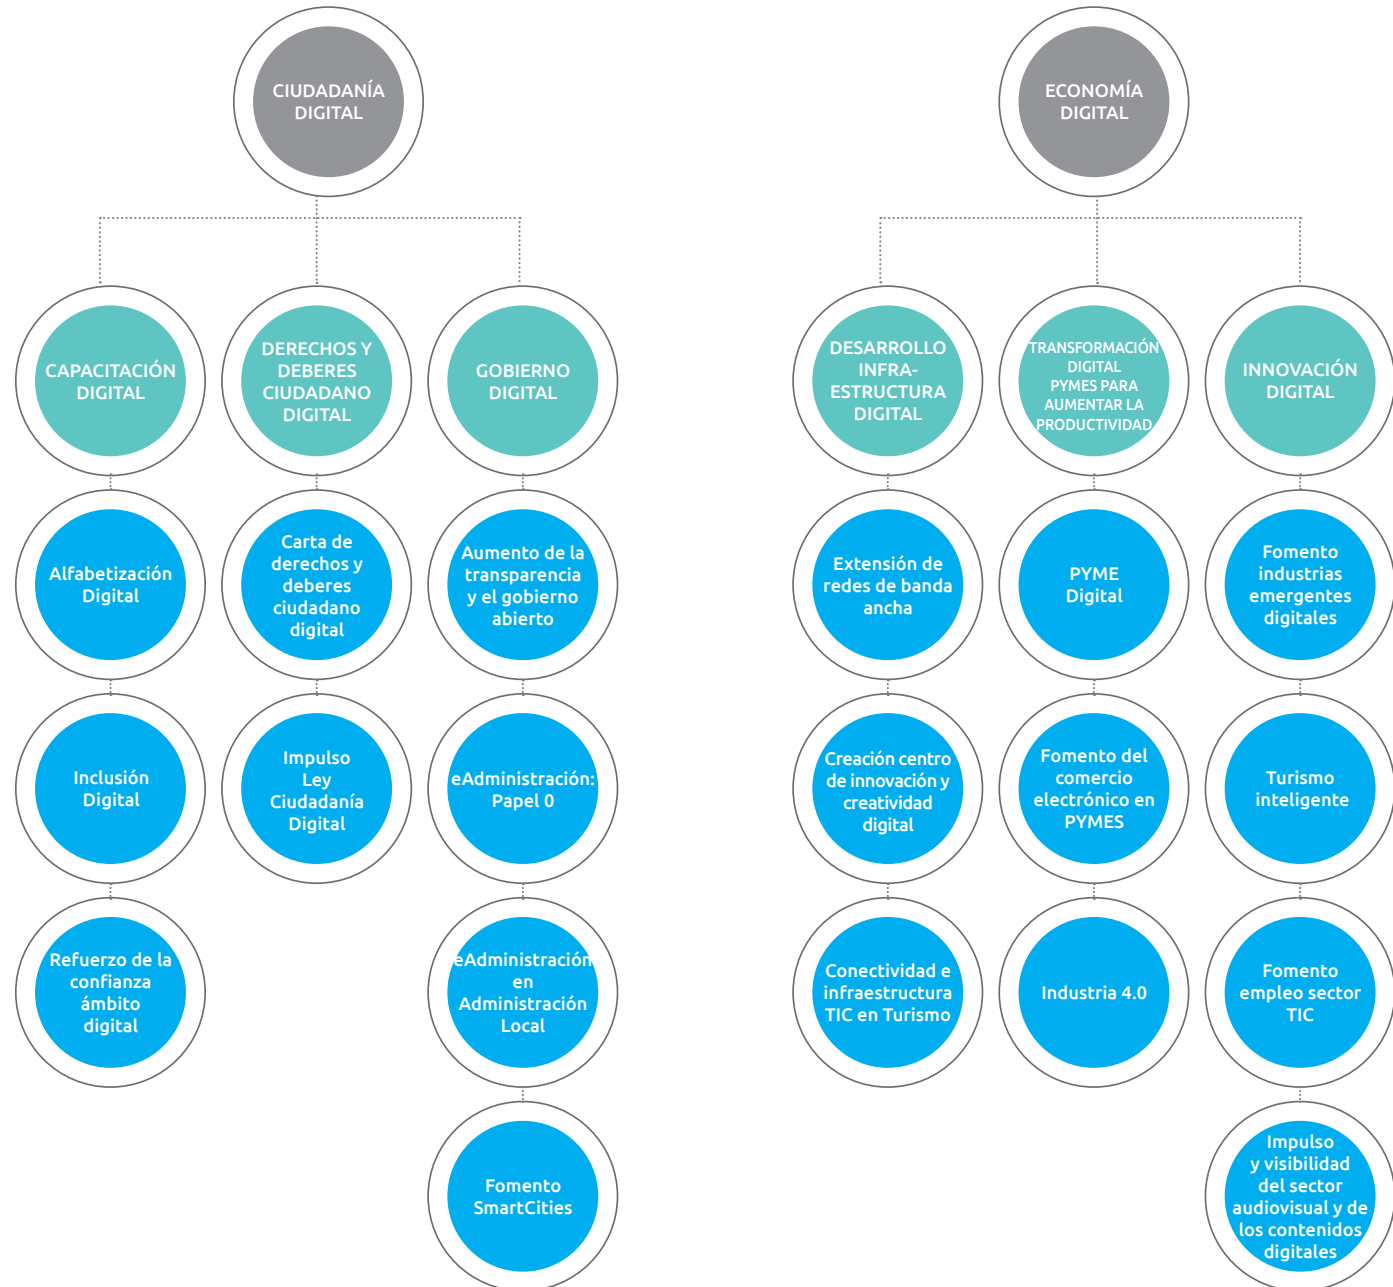 CIUDADANÍA
DIGITAL
CAPACITACIÓN
DIGITAL
Alfabetización
Digital
Inclusión
Digital
Refuerzo de la
confianza
ámbito
digital
DERECHOS Y
DEBERES
CIUDADANO
DIGITAL
Carta de
derechos y
deberes
ciudadano
digital
Impulso
Ley
Ciudadanía
Digital
GOBIERNO
DIGITAL
Aumento de la
transparencia
y el gobierno
abierto
eAdministración:
Papel 0
eAdministración
en
Administración
Local
Fomento
SmartCities
ECONOMÍA
DIGITAL
DESARROLLO
INFRA-
ESTRUCTURA
DIGITAL
Extensión de
redes de banda
ancha
Creación centro
de innovación y
creatividad
digital
Conectividad e
infraestructura
TIC en Turismo
TRANSFORMACIÓN
DIGITAL
PYMES PARA
AUMENTAR LA
PRODUCTIVIDAD
PYME
Digital
Fomento del
comercio
electrónico en
PYMES
Industria 4.0
INNOVACIÓN
DIGITAL
Fomento
industrias
emergentes
digitales
Turismo
inteligente
Fomento
empleo sector
TIC
Impulso
y visibilidad
del sector
audiovisual y de
los contenidos
digitales